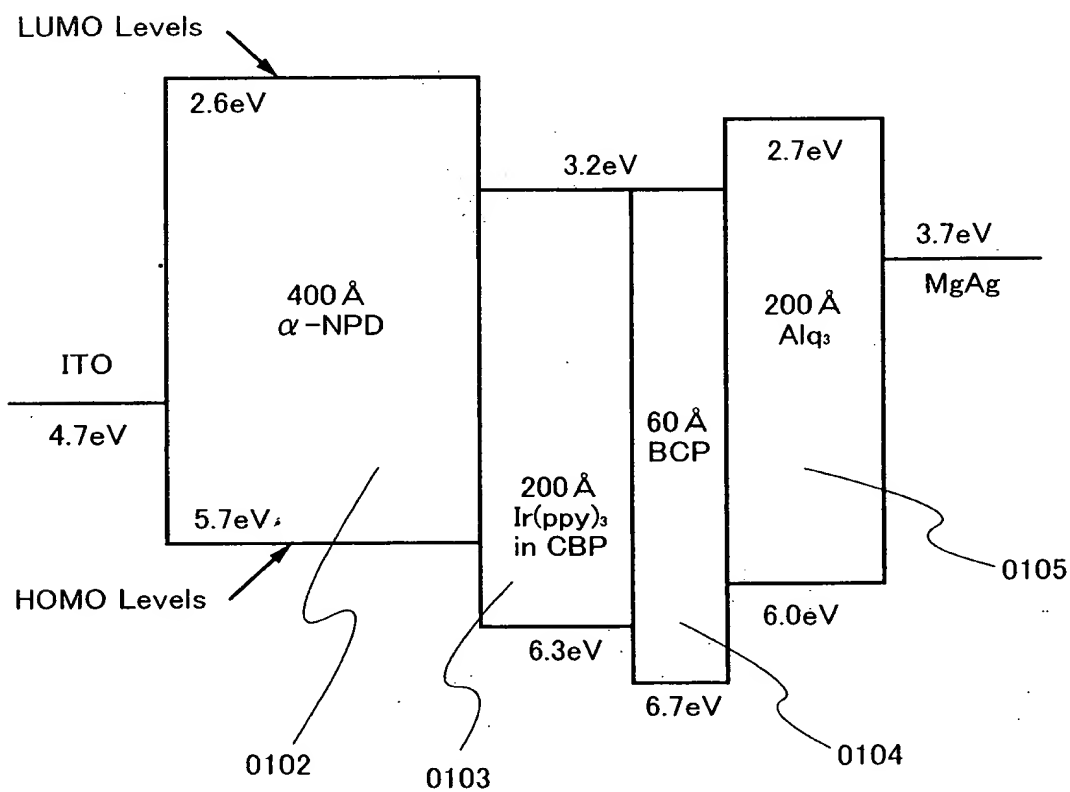 LUMO Levels
2.6eV
2.7eV
3.2eV
3.7eV
MgAg
400 Å
α-NPD
200 Å
Alq₃
ITO
4.7eV
60 Å
BCP
200 Å
Ir(ppy)₃
in CBP
5.7eV
HOMO Levels
0105
6.0eV
6.3eV
6.7eV
0102
0103
0104